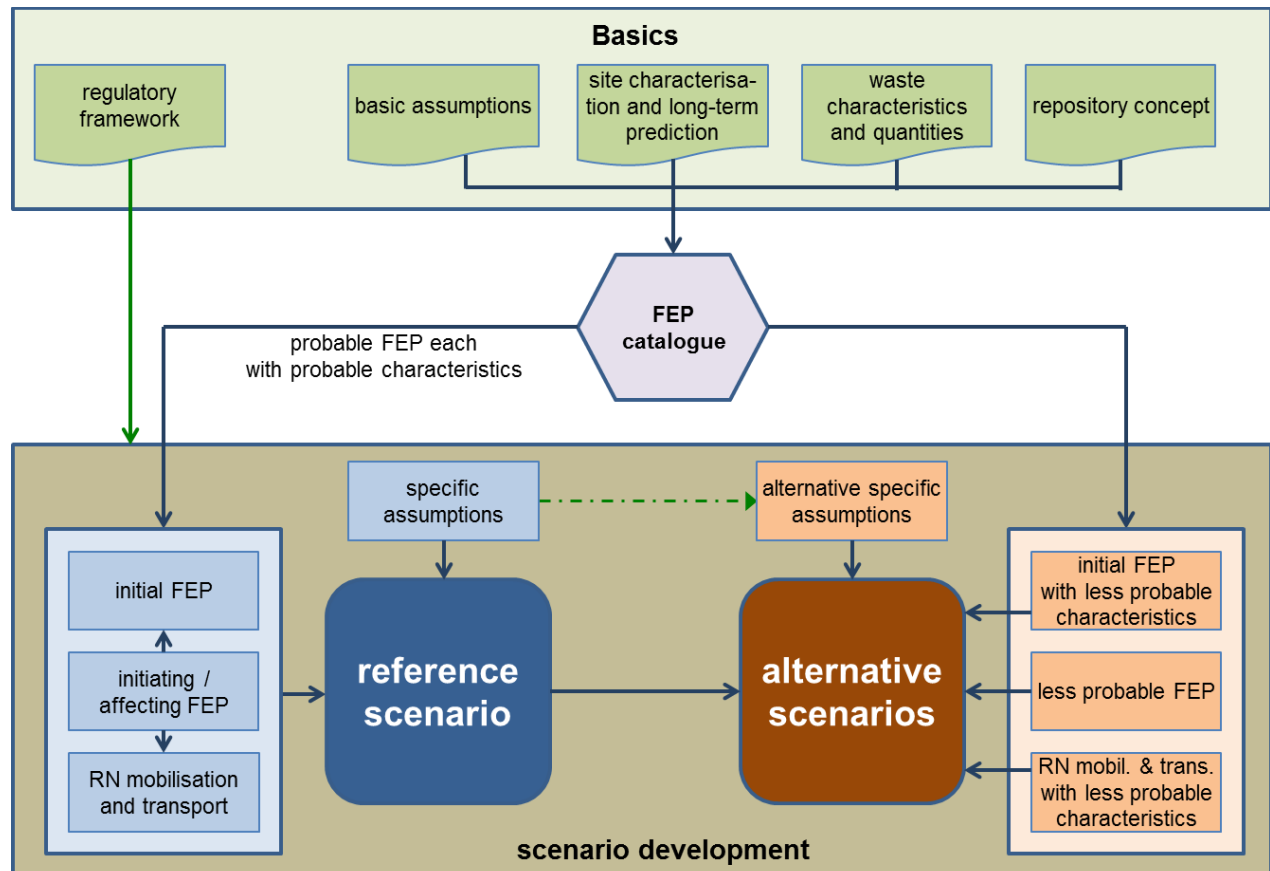 Basics
regulatory
framework
basic assumptions
site characterisa-
tion and long-term
prediction
waste
characteristics
and quantities
repository concept
FEP
catalogue
probable FEP each
with probable characteristics
specific
assumptions
alternative specific
assumptions
initial FEP
initiating /
affecting FEP
RN mobilisation
and transport
reference
scenario
alternative
scenarios
initial FEP
with less probable
characteristics
less probable FEP
RN mobil. & trans.
with less probable
characteristics
scenario development